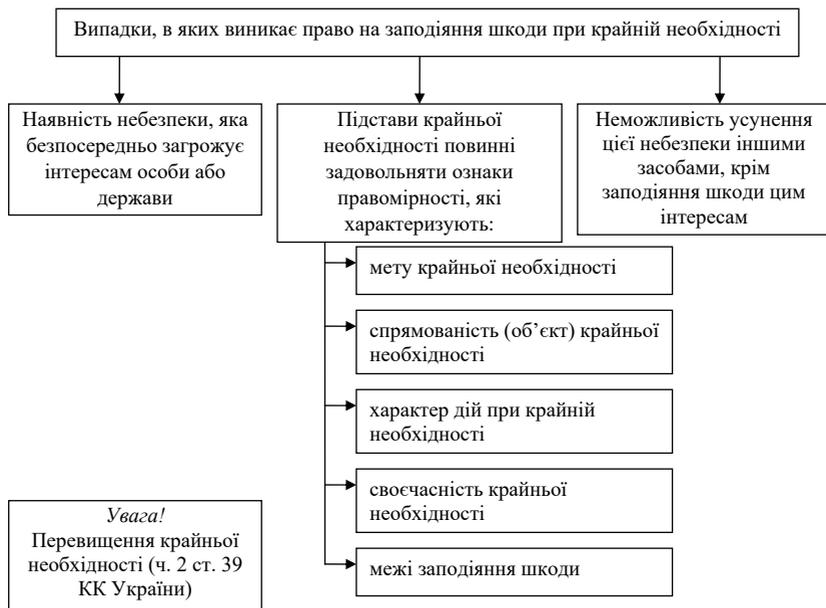 Випадки, в яких виникає право на заподіяння шкоди при крайній необхідності
Наявність небезпеки, яка
безпосередньо загрожує
інтересам особи або
держави
Підстави крайньої
необхідності повинні
задовольняти ознаки
правомірності, які
характеризують:
Неможливість усунення
цієї небезпеки іншими
засобами, крім
заподіяння шкоди цим
інтересам
мету крайньої необхідності
спрямованість (об’єкт) крайньої
необхідності
характер дій при крайній
необхідності
своєчасність крайньої
необхідності
межі заподіяння шкоди
Увага!
Перевищення крайньої
необхідності (ч. 2 ст. 39
КК України)